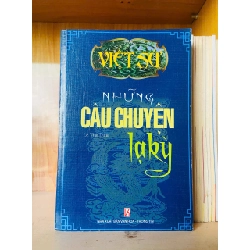 VIỆT SỬ
NHỮNG
CÂU CHUYỆN
lạ kỳ